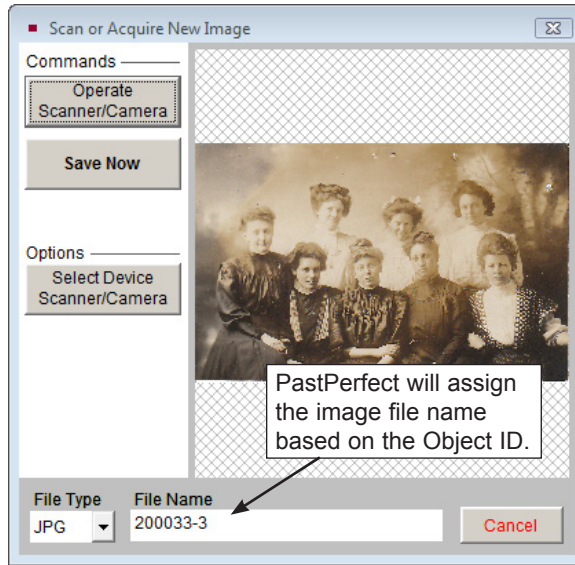 Scan or Acquire New Image
Commands
Operate
Scanner/Camera
Save Now
Options
Select Device
Scanner/Camera
PastPerfect will assign
the image file name
based on the Object ID.
File Type
File Name
JPG
200033-3
Cancel